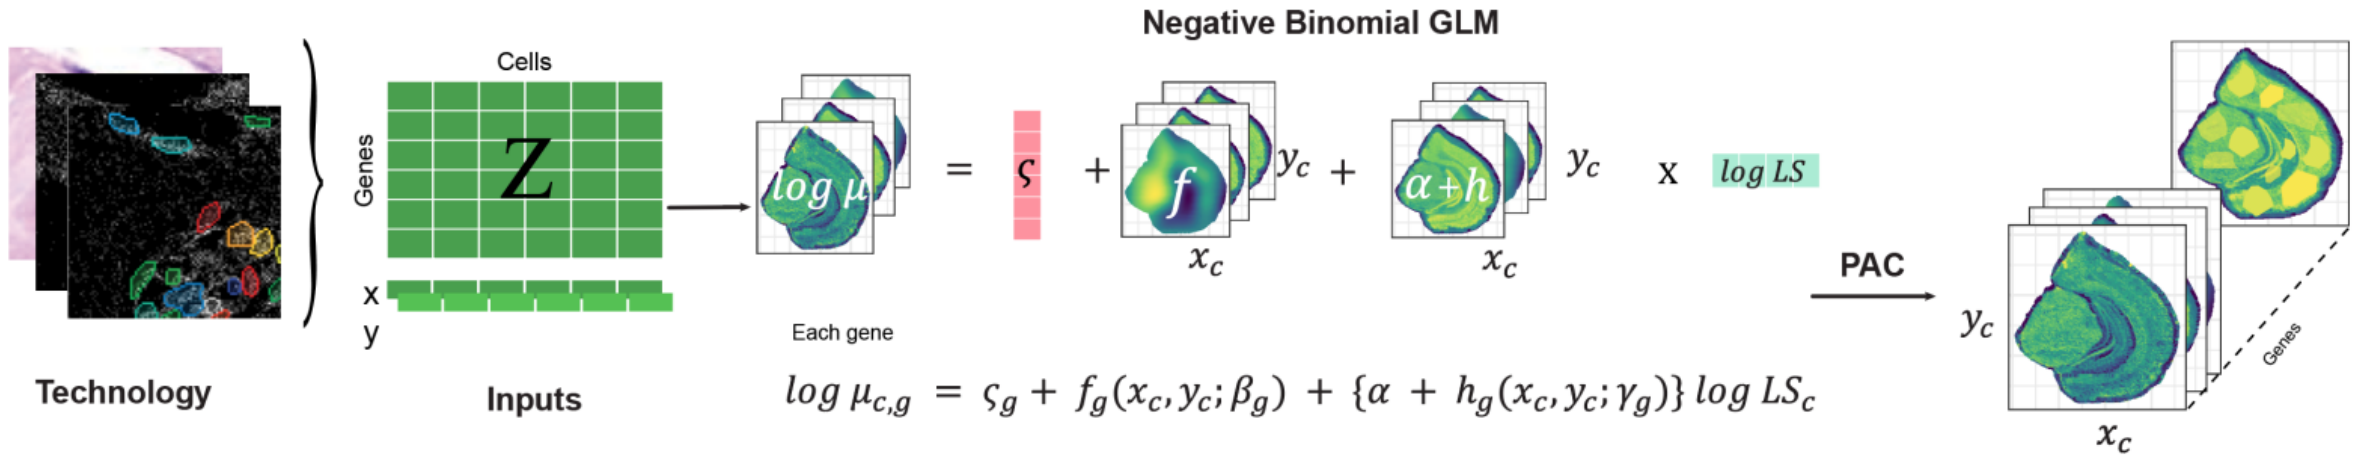 Negative Binomial GLM
Cells
Genes
Z
x
y
log μ
=
ς
+
f
y_c
x_c
+
α+h
y_c
x_c
x
log LS
PAC
y_c
x_c
Genes
Each gene
Technology
Inputs
log μ_{c,g} = ς_g + f_g(x_c, y_c; β_g) + {α + h_g(x_c, y_c; γ_g)} log LS_c